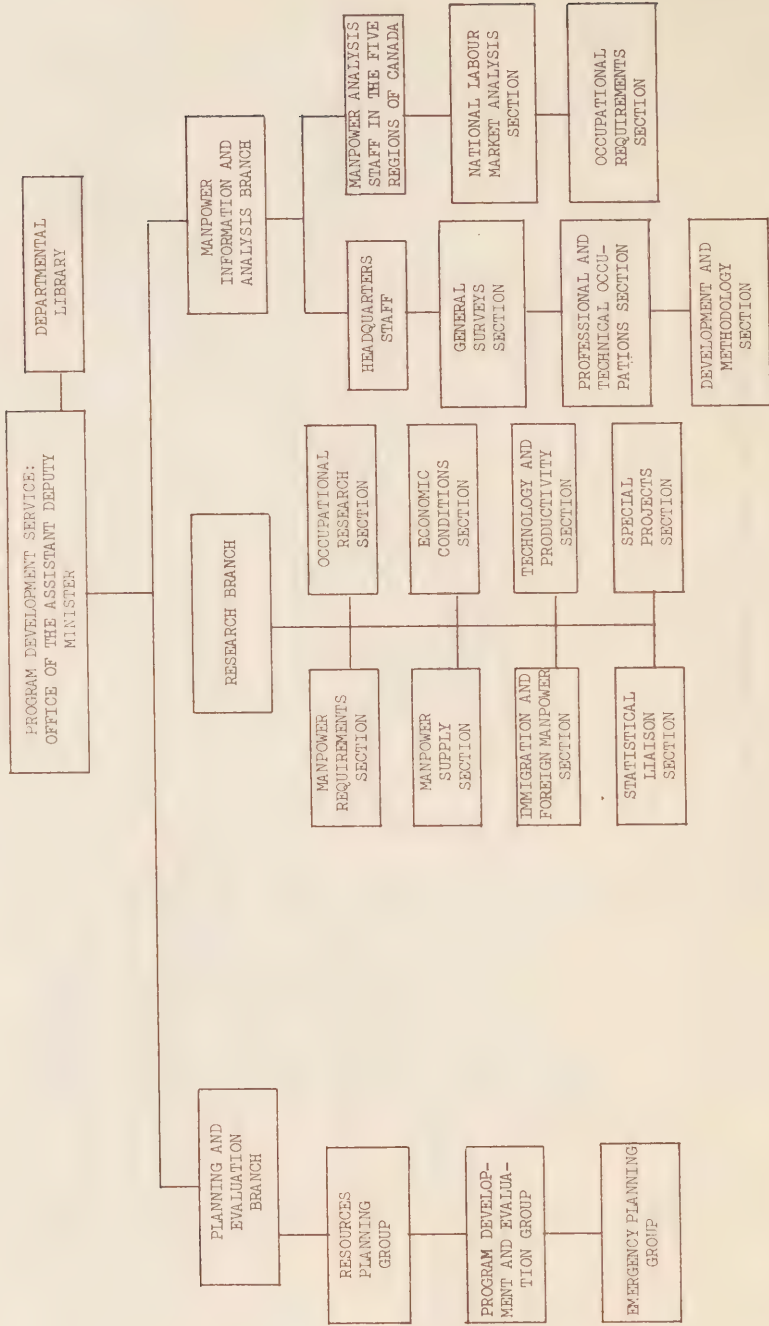 PROGRAM DEVELOPMENT SERVICE:
OFFICE OF THE ASSISTANT DEPUTY
MINISTER
DEPARTMENTAL
LIBRARY
PLANNING AND
EVALUATION
BRANCH
RESOURCES
PLANNING
GROUP
PROGRAM DEVELOP-
MENT AND EVALUA-
TION GROUP
EMERGENCY PLANNING
GROUP
RESEARCH BRANCH
MANPOWER
REQUIREMENTS
SECTION
OCCUPATIONAL
RESEARCH
SECTION
MANPOWER
SUPPLY
SECTION
ECONOMIC
CONDITIONS
SECTION
IMMIGRATION AND
FOREIGN MANPOWER
SECTION
TECHNOLOGY AND
PRODUCTIVITY
SECTION
STATISTICAL
LIAISON
SECTION
SPECIAL
PROJECTS
SECTION
MANPOWER
INFORMATION AND
ANALYSIS BRANCH
HEADQUARTERS
STAFF
GENERAL
SURVEYS
SECTION
PROFESSIONAL AND
TECHNICAL OCCU-
PATIONS SECTION
DEVELOPMENT AND
METHODOLOGY
SECTION
MANPOWER ANALYSIS
STAFF IN THE FIVE
REGIONS OF CANADA
NATIONAL LABOUR
MARKET ANALYSIS
SECTION
OCCUPATIONAL
REQUIREMENTS
SECTION